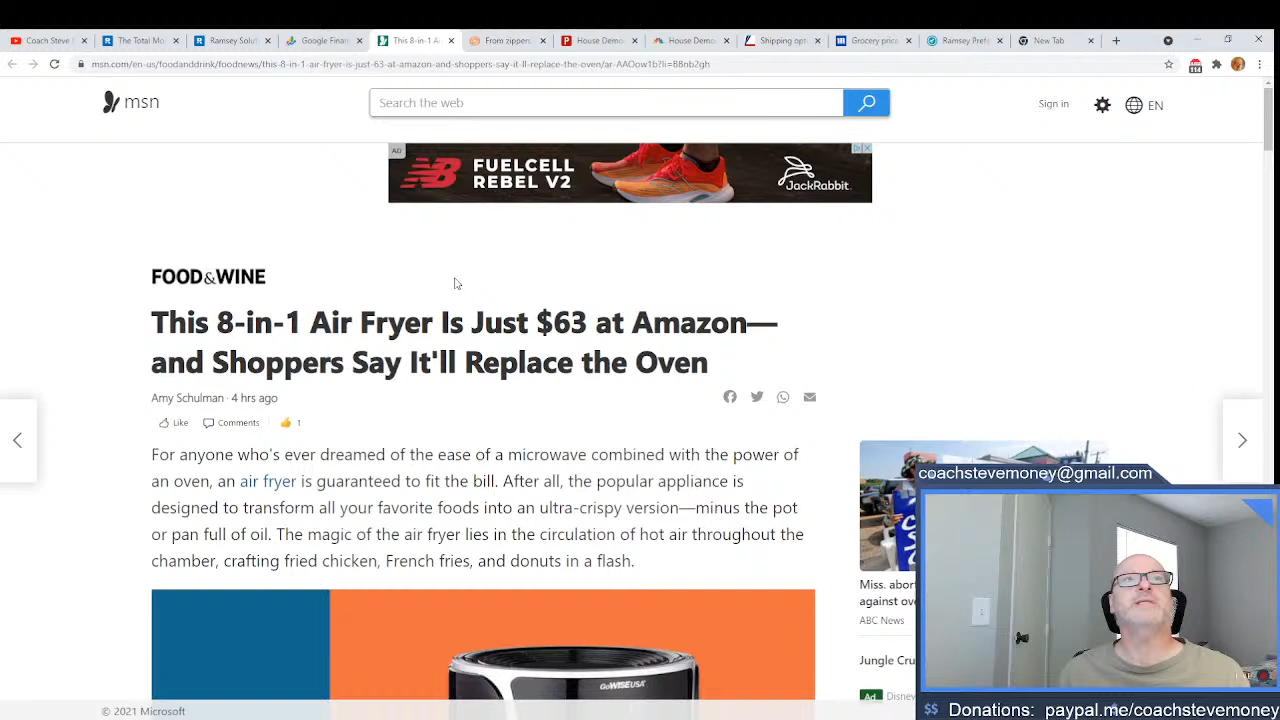 Coach Steve
The Total Mo
Ramsey Solut
Google Finan
This 8-in-1 Ai
From zippers
House Demo
House Demo
Shipping opt
Grocery price
Ramsey Pref
New Tab
msn.com/en-us/foodanddrink/foodnews/this-8-in-1-air-fryer-is-just-63-at-amazon-and-shoppers-say-it-ll-replace-the-oven/ar-AAOow1b?li=BBnb2gh
114
msn
Search the web
Sign in
EN
AD
FUELCELL
REBEL V2
JackRabbit
FOOD&WINE
This 8-in-1 Air Fryer Is Just $63 at Amazon—
and Shoppers Say It'll Replace the Oven
Amy Schulman · 4 hrs ago
Like
Comments
1
For anyone who's ever dreamed of the ease of a microwave combined with the power of
an oven, an air fryer is guaranteed to fit the bill. After all, the popular appliance is
designed to transform all your favorite foods into an ultra-crispy version—minus the pot
or pan full of oil. The magic of the air fryer lies in the circulation of hot air throughout the
chamber, crafting fried chicken, French fries, and donuts in a flash.
GoWISEUSA
Miss. abor
against ov
ABC News
Jungle Cru
Ad
Disney
coachstevemoney@gmail.com
$$ Donations: paypal.me/coachstevemoney
© 2021 Microsoft